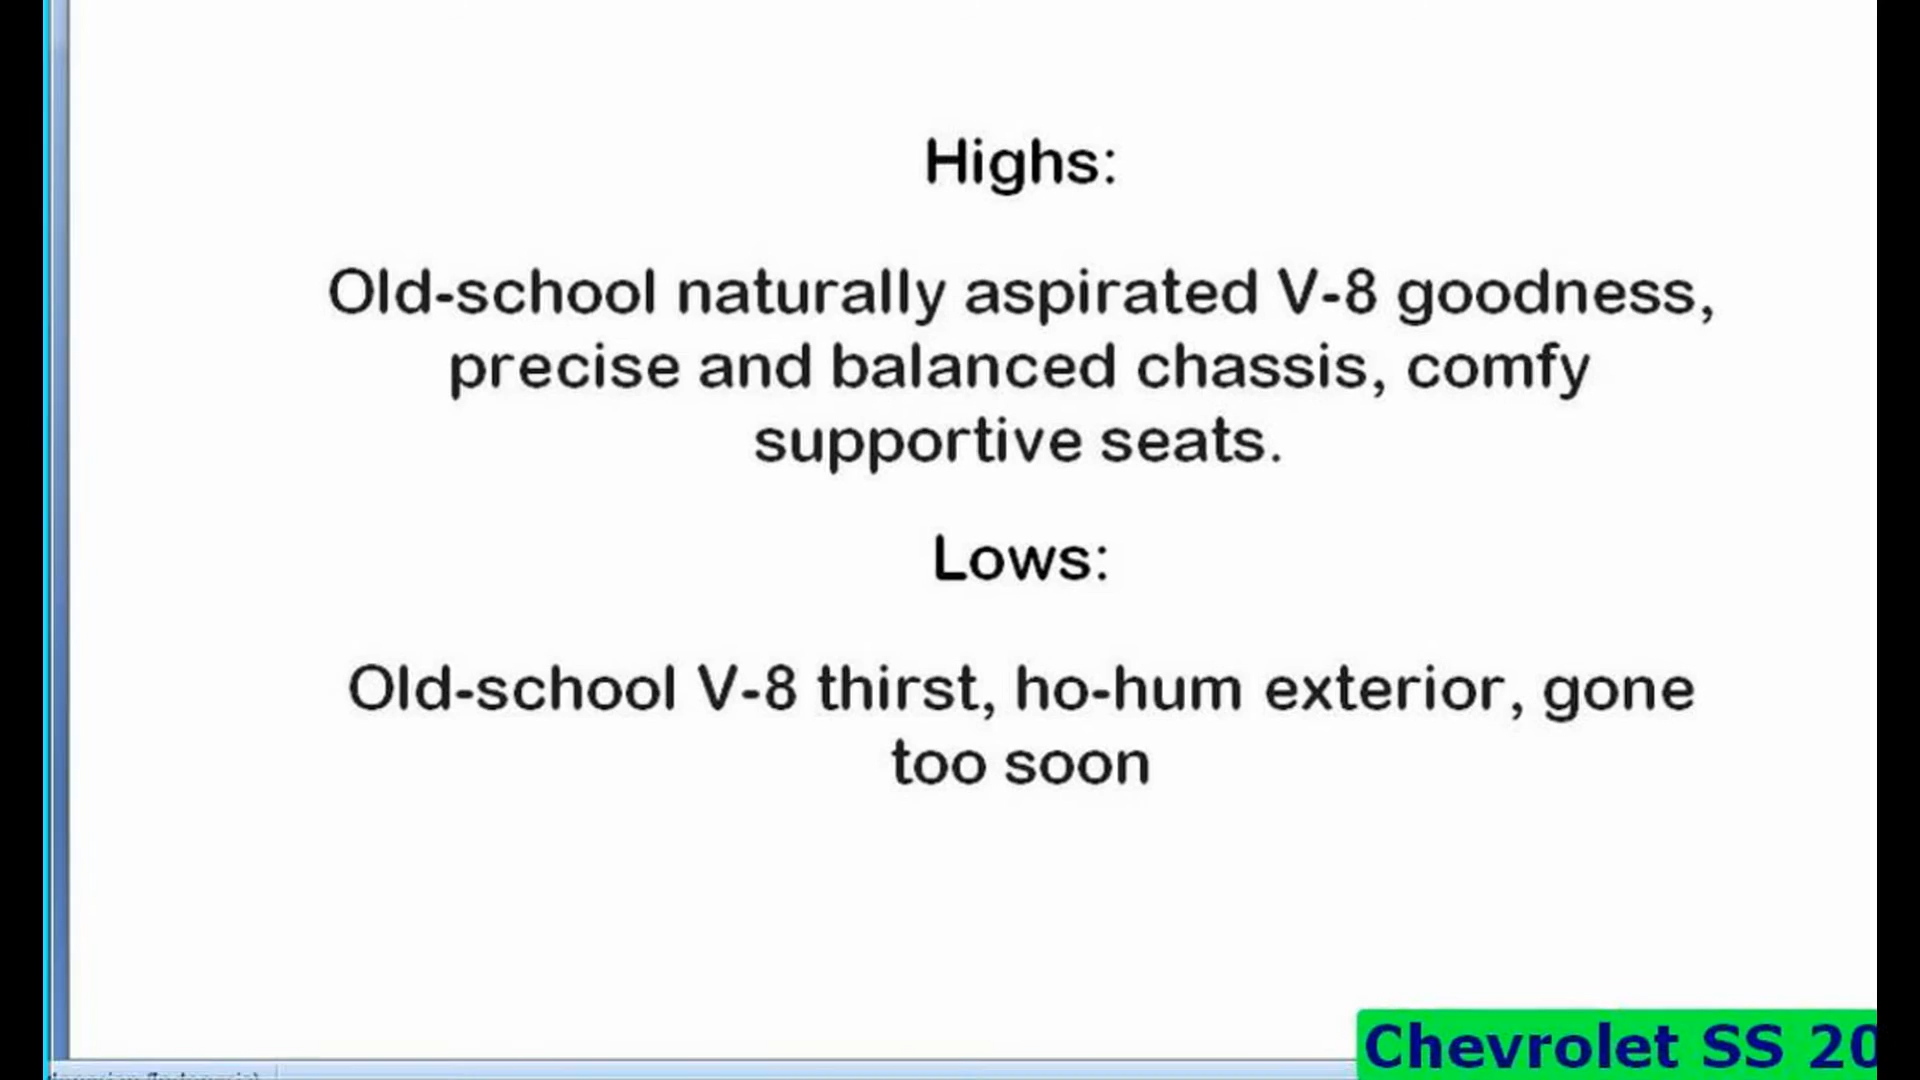 Highs:
Old-school naturally aspirated V-8 goodness,
precise and balanced chassis, comfy
supportive seats.
Lows:
Old-school V-8 thirst, ho-hum exterior, gone
too soon
Chevrolet SS 20